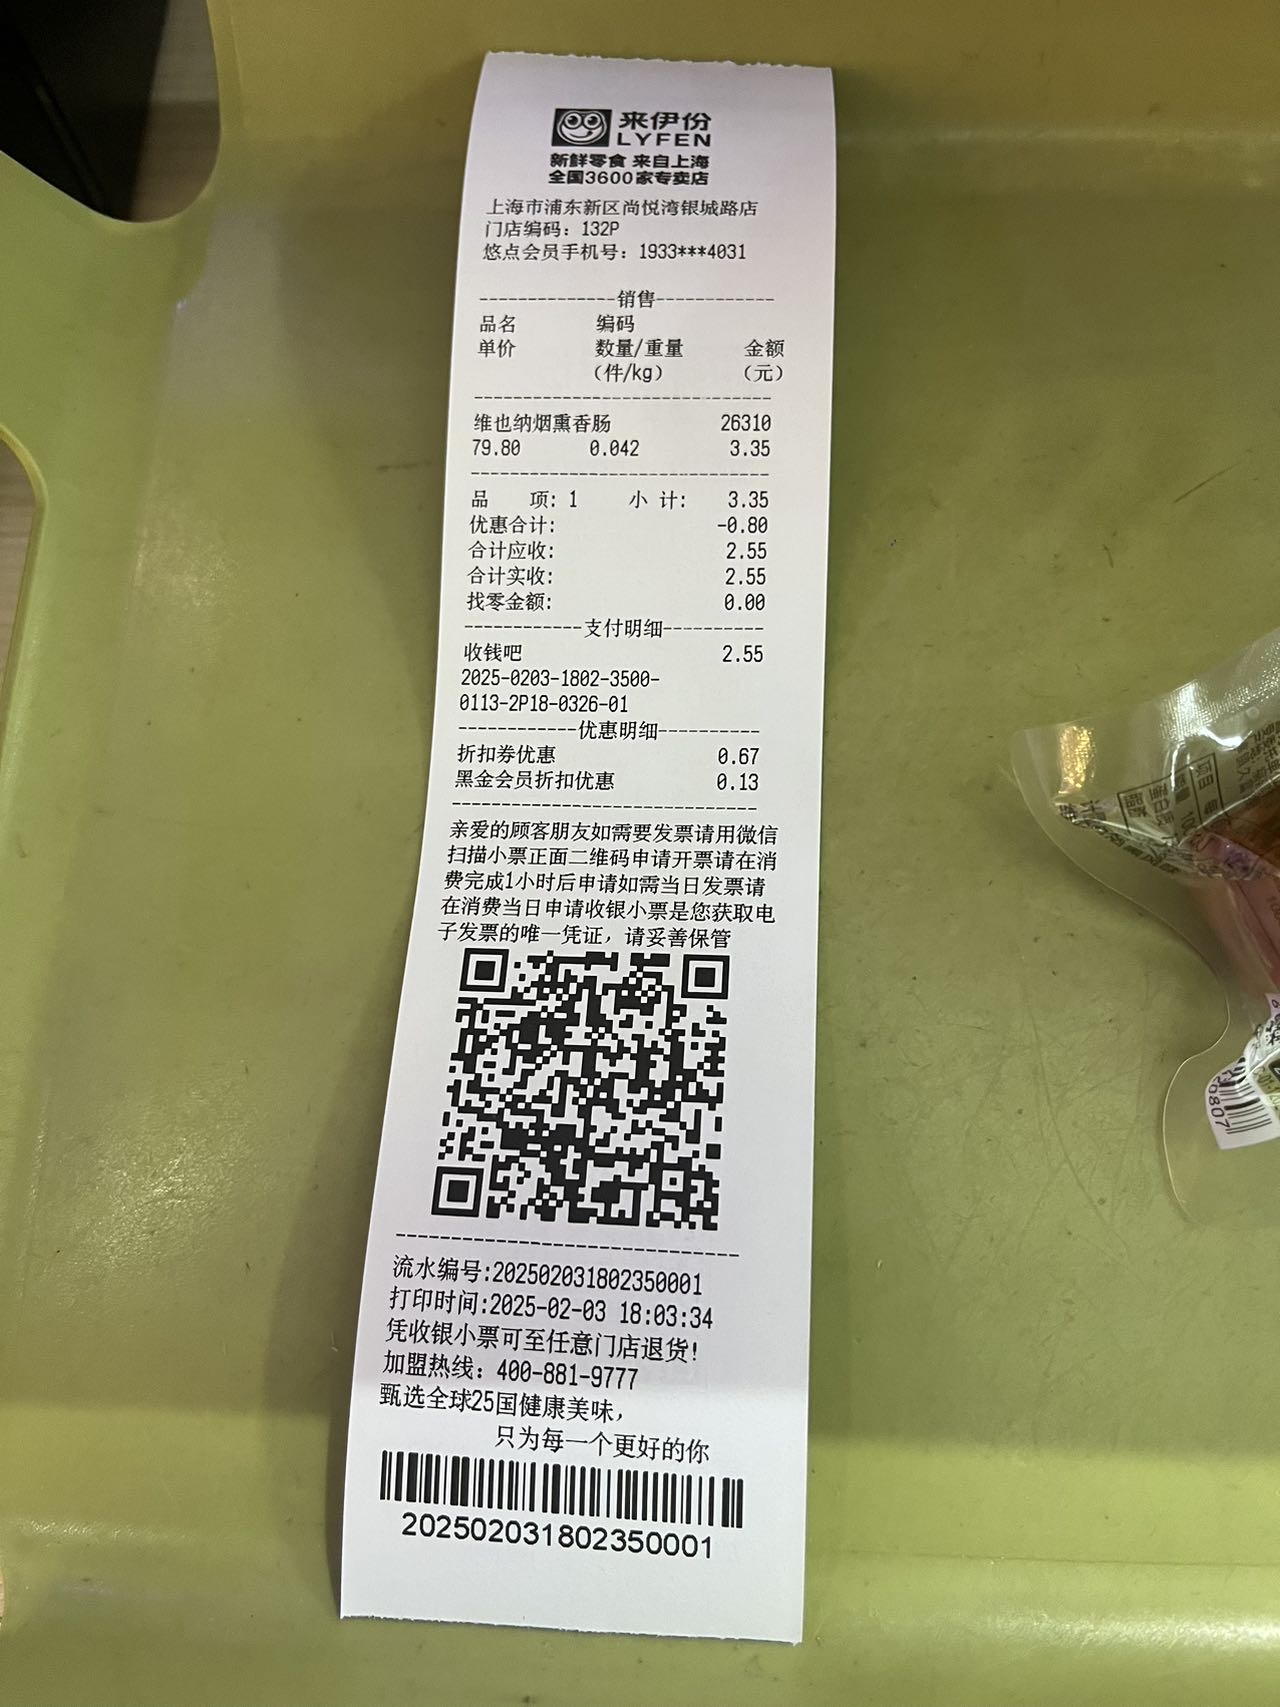 来伊份
LYFEN
新鲜零食 来自上海
全国3600家专卖店
上海市浦东新区尚悦湾银城路店
门店编码：132P
悠点会员手机号：1933***4031
--------------销售------------
品名 编码
单价 数量/重量 金额
（件/kg） （元）
------------------------------
维也纳烟熏香肠 26310
79.80 0.042 3.35
------------------------------
品 项：1 小 计： 3.35
优惠合计： -0.80
合计应收： 2.55
合计实收： 2.55
找零金额： 0.00
------------支付明细----------
收钱吧 2.55
2025-0203-1802-3500-
0113-2P18-0326-01
------------优惠明细----------
折扣券优惠 0.67
黑金会员折扣优惠 0.13
------------------------------
亲爱的顾客朋友如需要发票请用微信
扫描小票正面二维码申请开票请在消
费完成1小时后申请如需当日发票请
在消费当日申请收银小票是您获取电
子发票的唯一凭证，请妥善保管
------------------------------
流水编号:202502031802350001
打印时间:2025-02-03 18:03:34
凭收银小票可至任意门店退货!
加盟热线：400-881-9777
甄选全球25国健康美味，
只为每一个更好的你
202502031802350001